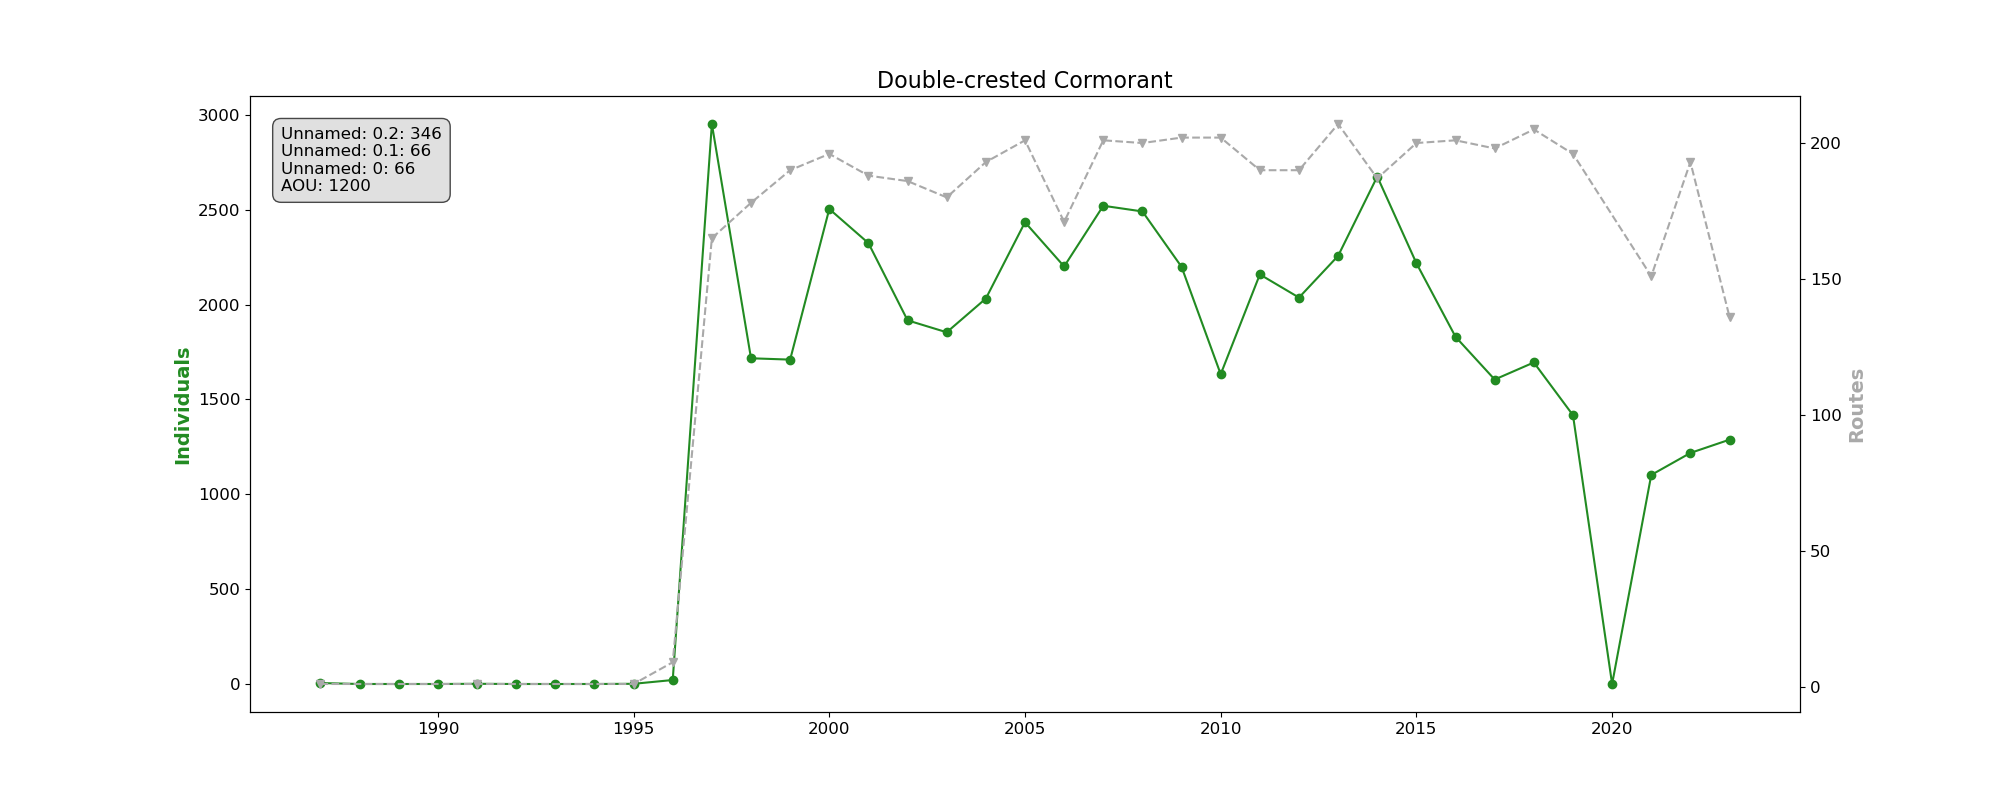 Double-crested Cormorant
Unnamed: 0.2: 346
Unnamed: 0.1: 66
Unnamed: 0: 66
AOU: 1200
3000
2500
2000
1500
1000
500
0
Individuals
200
150
100
50
0
Routes
1990
1995
2000
2005
2010
2015
2020